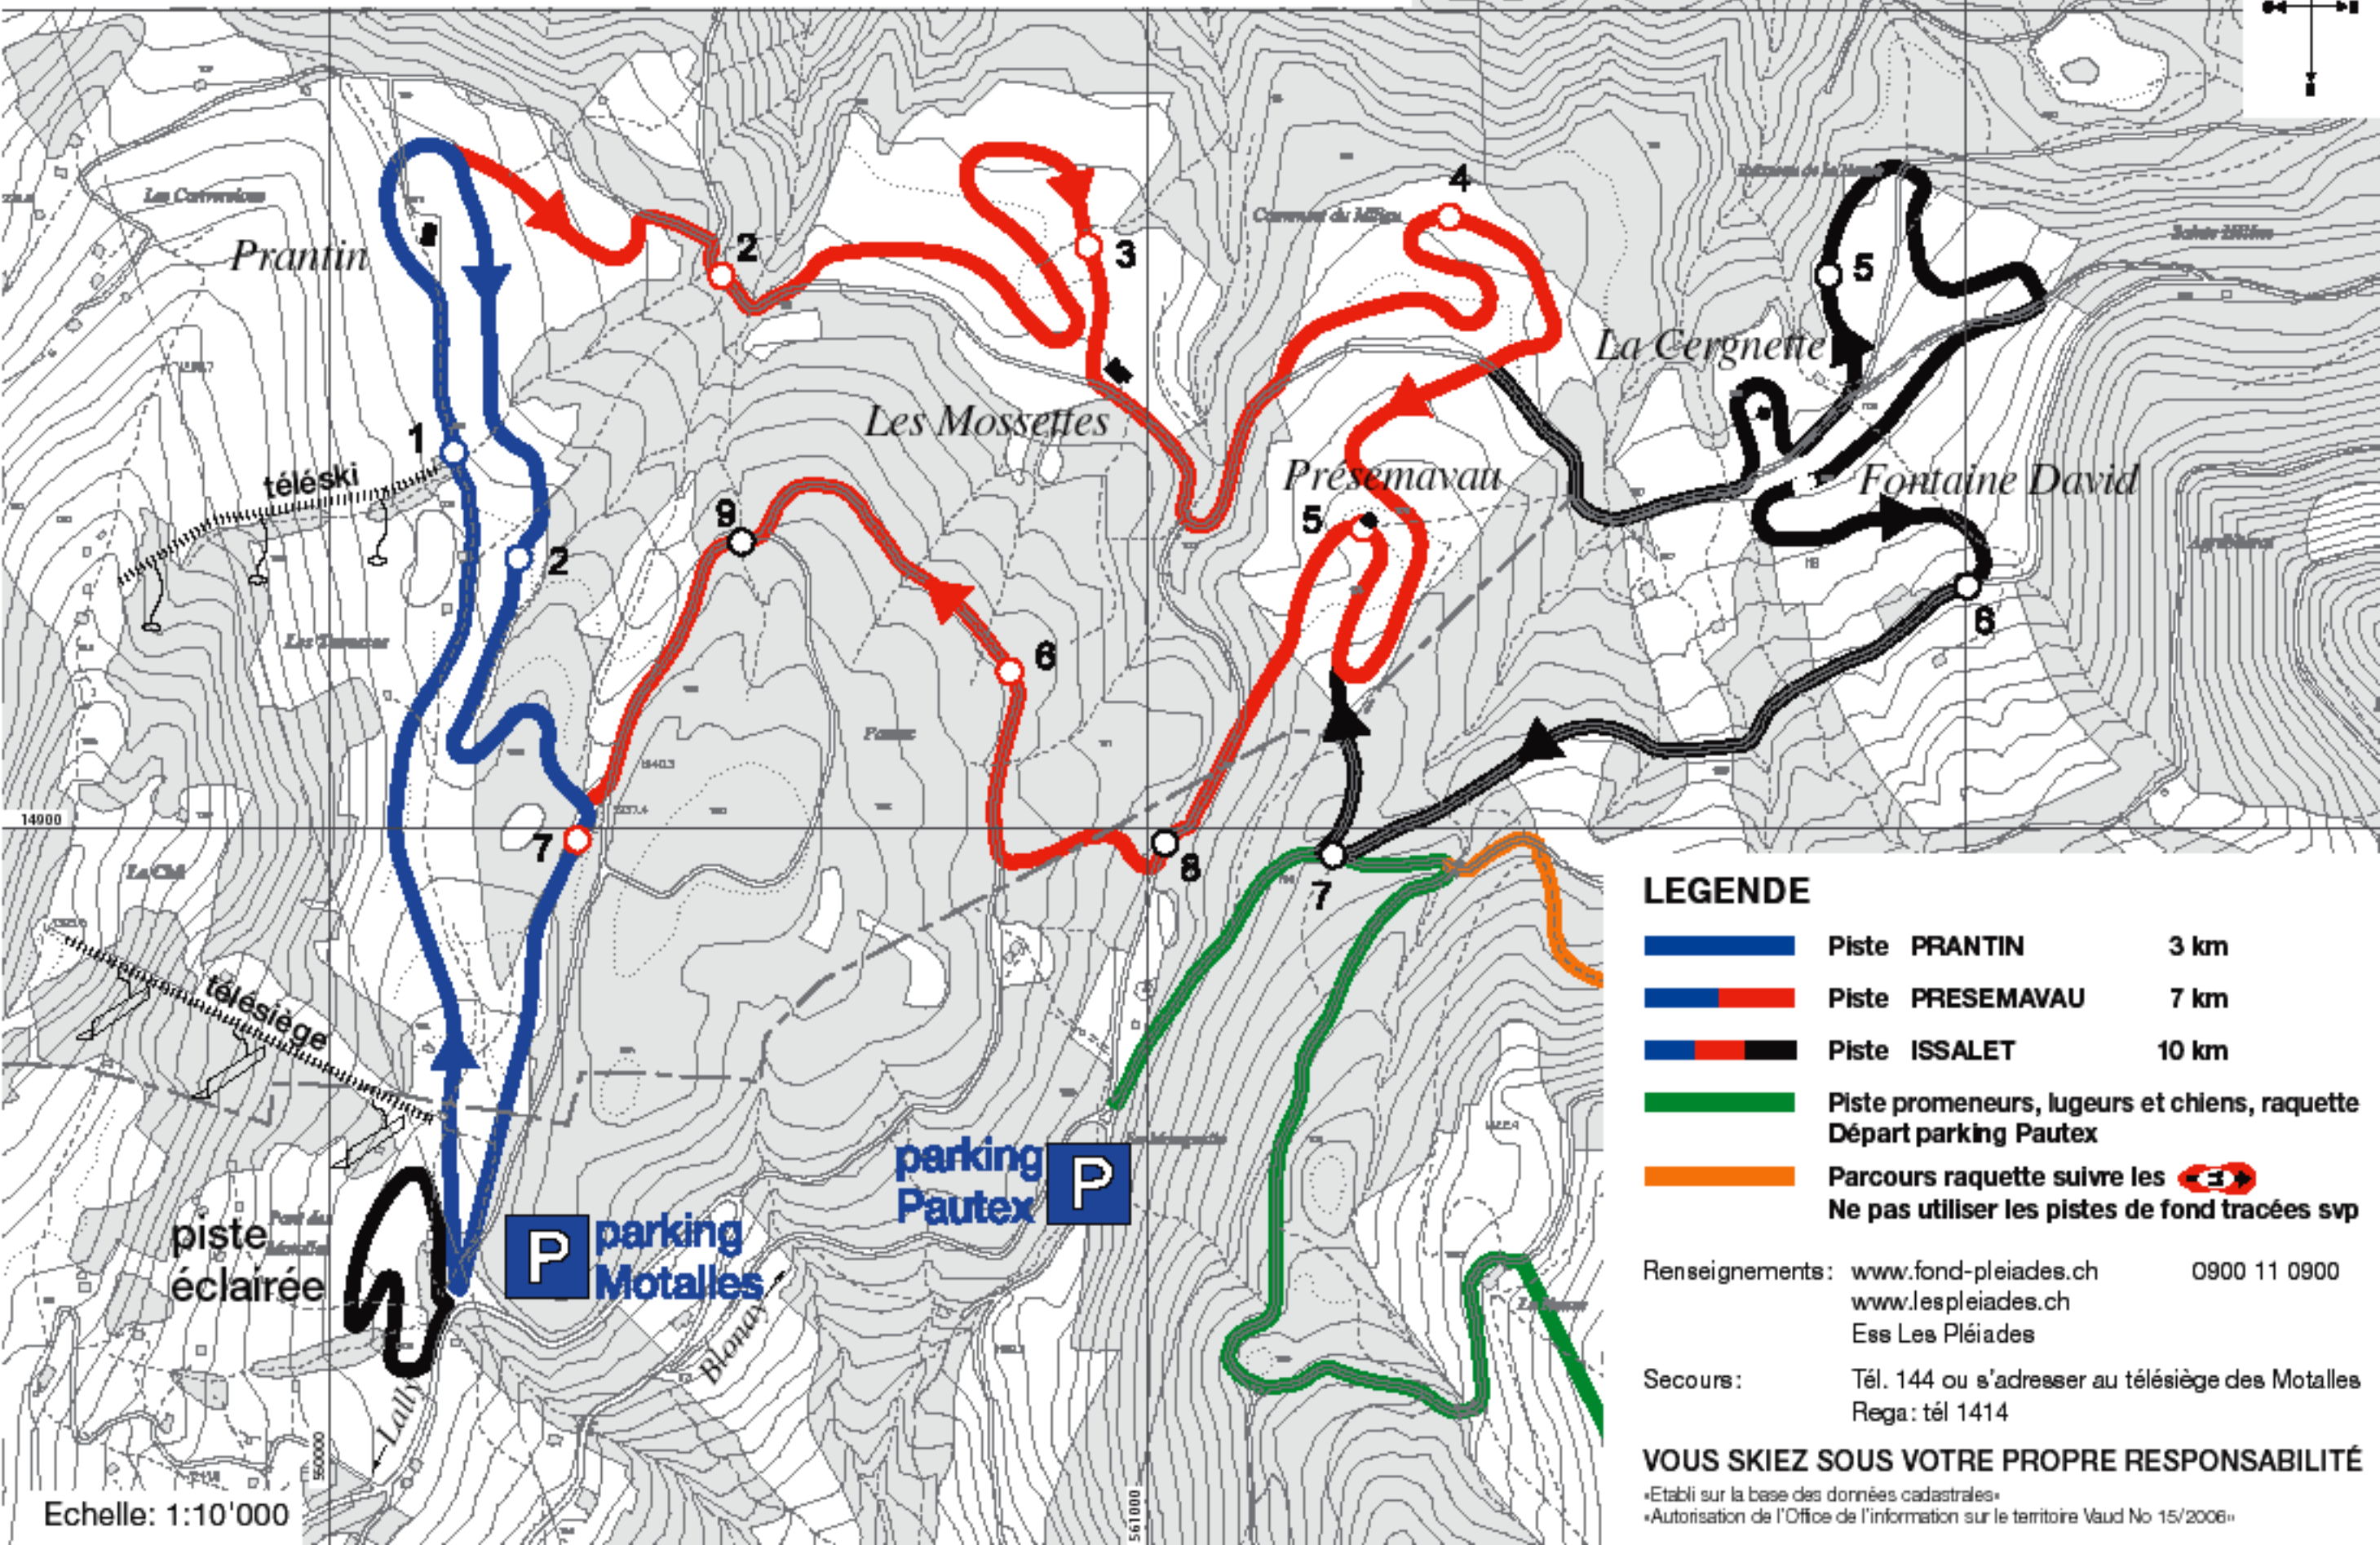 Les Corneveloux
Prantin
2
3
4
5
La Cergnette
Les Mossettes
1
téléski
Présemavau
5
Fontaine David
9
2
6
6
14900
7
8
7
télésiège
piste
éclairée
parking
Motalles
P
parking
Pautex
P
Blonay
Lally
560000
561000
Echelle: 1:10'000
LEGENDE
Piste PRANTIN 3 km
Piste PRESEMAVAU 7 km
Piste ISSALET 10 km
Piste promeneurs, lugeurs et chiens, raquette
Départ parking Pautex
Parcours raquette suivre les
Ne pas utiliser les pistes de fond tracées svp
Renseignements: www.fond-pleiades.ch 0900 11 0900
www.lespleiades.ch
Ess Les Pléiades
Secours: Tél. 144 ou s'adresser au télésiège des Motalles
Rega: tél 1414
VOUS SKIEZ SOUS VOTRE PROPRE RESPONSABILITÉ
«Etabli sur la base des données cadastrales»
«Autorisation de l'Office de l'information sur le territoire Vaud No 15/2006»